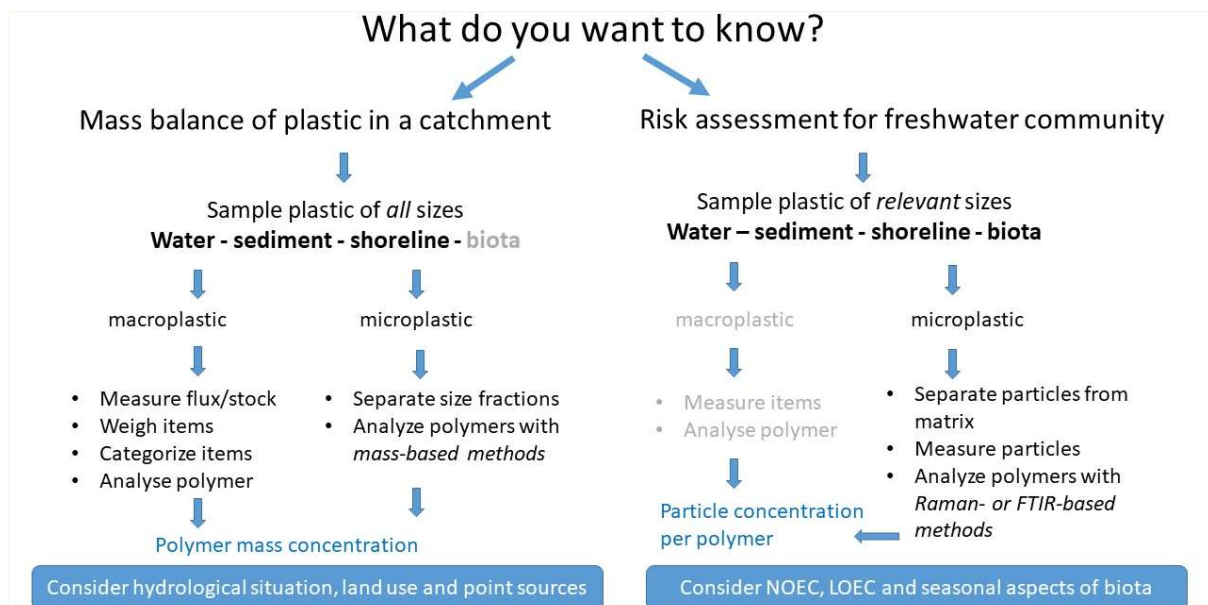 What do you want to know?
Mass balance of plastic in a catchment
Sample plastic of all sizes
Water - sediment - shoreline - biota
macroplastic
• Measure flux/stock
• Weigh items
• Categorize items
• Analyse polymer
microplastic
• Separate size fractions
• Analyze polymers with
mass-based methods
Polymer mass concentration
Consider hydrological situation, land use and point sources
Risk assessment for freshwater community
Sample plastic of relevant sizes
Water – sediment - shoreline - biota
macroplastic
• Measure items
• Analyse polymer
microplastic
• Separate particles from
matrix
• Measure particles
• Analyze polymers with
Raman- or FTIR-based
methods
Particle concentration
per polymer
Consider NOEC, LOEC and seasonal aspects of biota